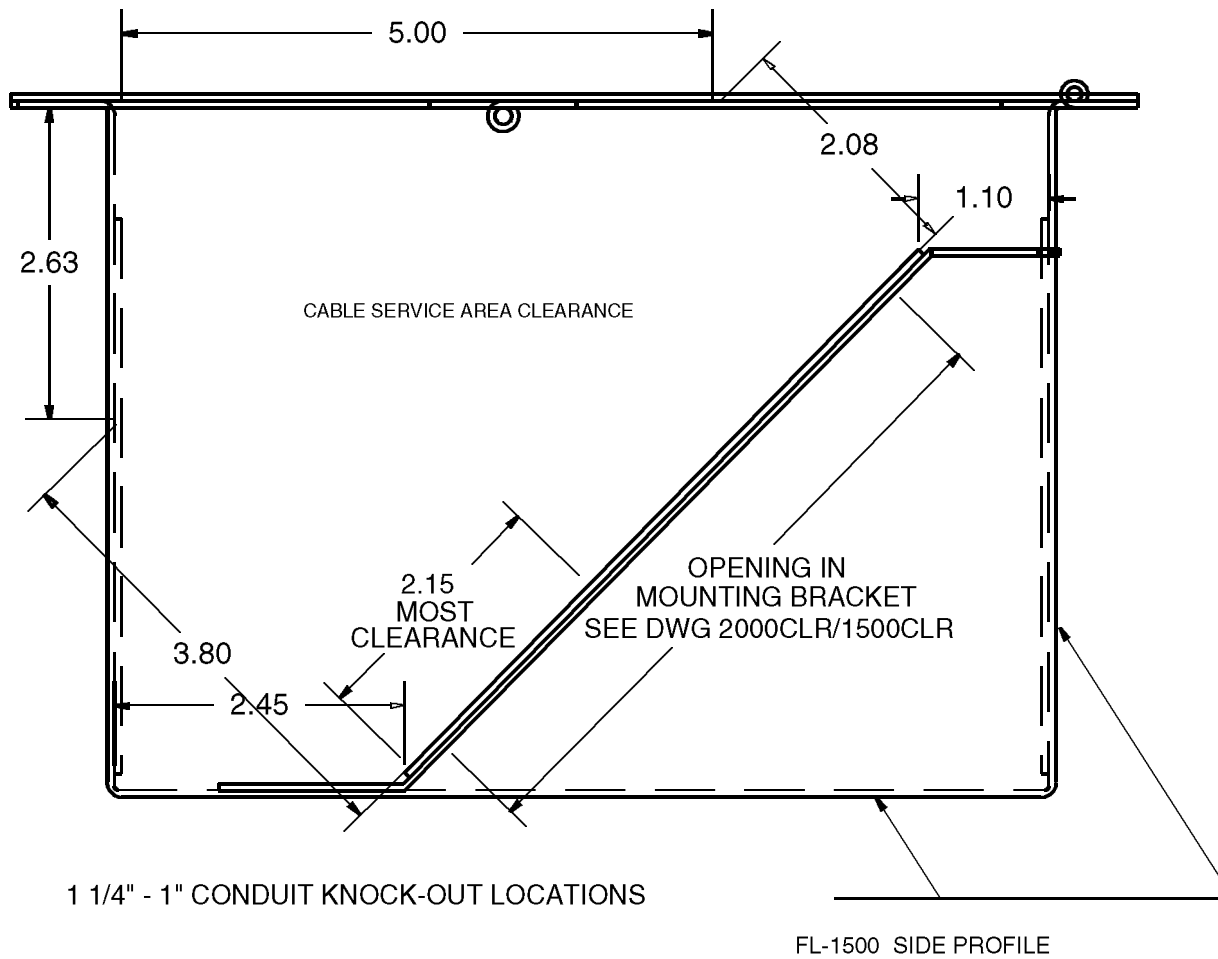 5.00
2.08
1.10
2.63
CABLE SERVICE AREA CLEARANCE
2.15
MOST
CLEARANCE
OPENING IN
MOUNTING BRACKET
SEE DWG 2000CLR/1500CLR
3.80
2.45
1 1/4" - 1" CONDUIT KNOCK-OUT LOCATIONS
FL-1500 SIDE PROFILE